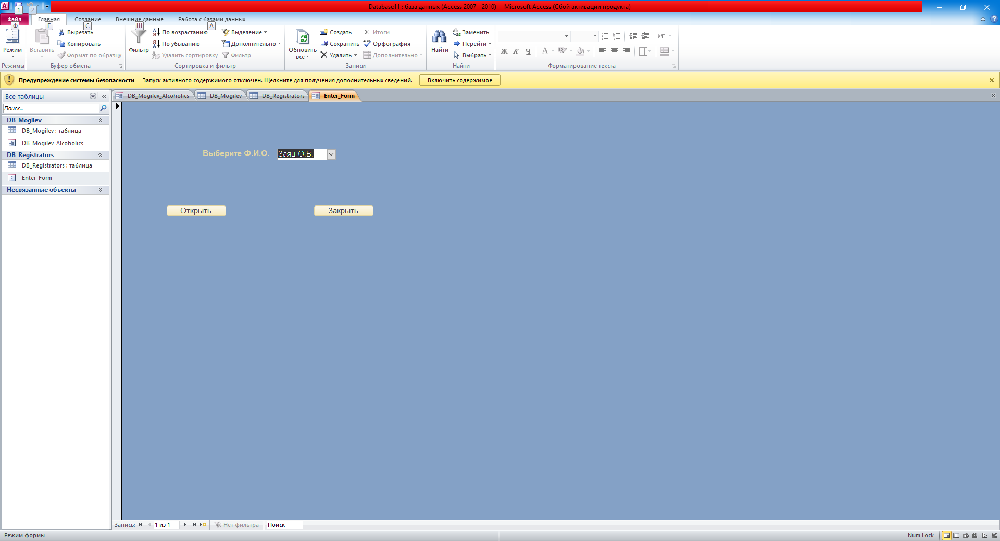 Database11 : база данных (Access 2007 - 2010) - Microsoft Access (Сбой активации продукта)
1 2
Файл Главная Создание Внешние данные Работа с базами данных
Ф Г С Ш А
Режим
Режимы
Вставить
Вырезать
Копировать
Формат по образцу
Буфер обмена
Фильтр
По возрастанию
По убыванию
Удалить сортировку
Выделение
Дополнительно
Фильтр
Сортировка и фильтр
Обновить
все
Создать
Сохранить
Удалить
Итоги
Орфография
Дополнительно
Записи
Найти
Заменить
Перейти
Выбрать
Найти
Ж К Ч А
Форматирование текста
Предупреждение системы безопасности Запуск активного содержимого отключен. Щелкните для получения дополнительных сведений. Включить содержимое
Все таблицы
Поиск...
DB_Mogilev
DB_Mogilev : таблица
DB_Mogilev_Alcoholics
DB_Registrators
DB_Registrators : таблица
Enter_Form
Несвязанные объекты
DB_Mogilev_Alcoholics DB_Mogilev DB_Registrators Enter_Form
Выберите Ф.И.О. Заяц О.В.
Открыть Закрыть
Запись: 1 из 1 Нет фильтра Поиск
Режим формы Num Lock